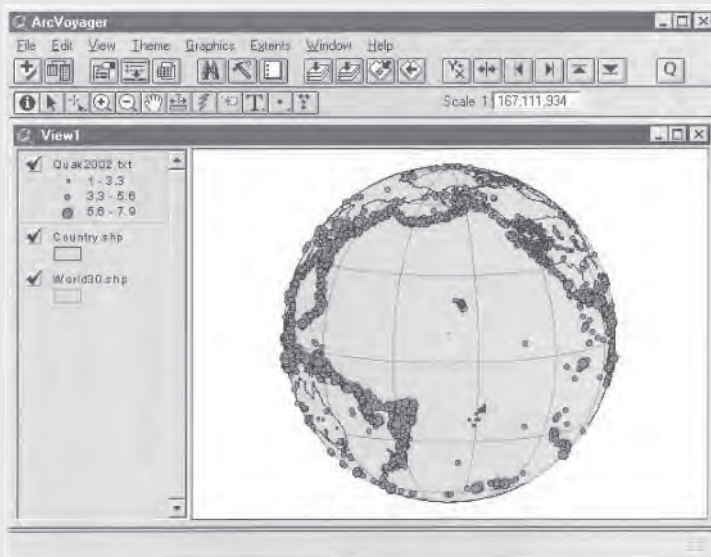 ArcVoyager
File Edit View Theme Graphics Extents Window Help
Q
Scale 1: 167,111,934
View1
Quak2002.txt
1 - 3.3
3.3 - 5.6
5.6 - 7.9
Country.shp
World30.shp